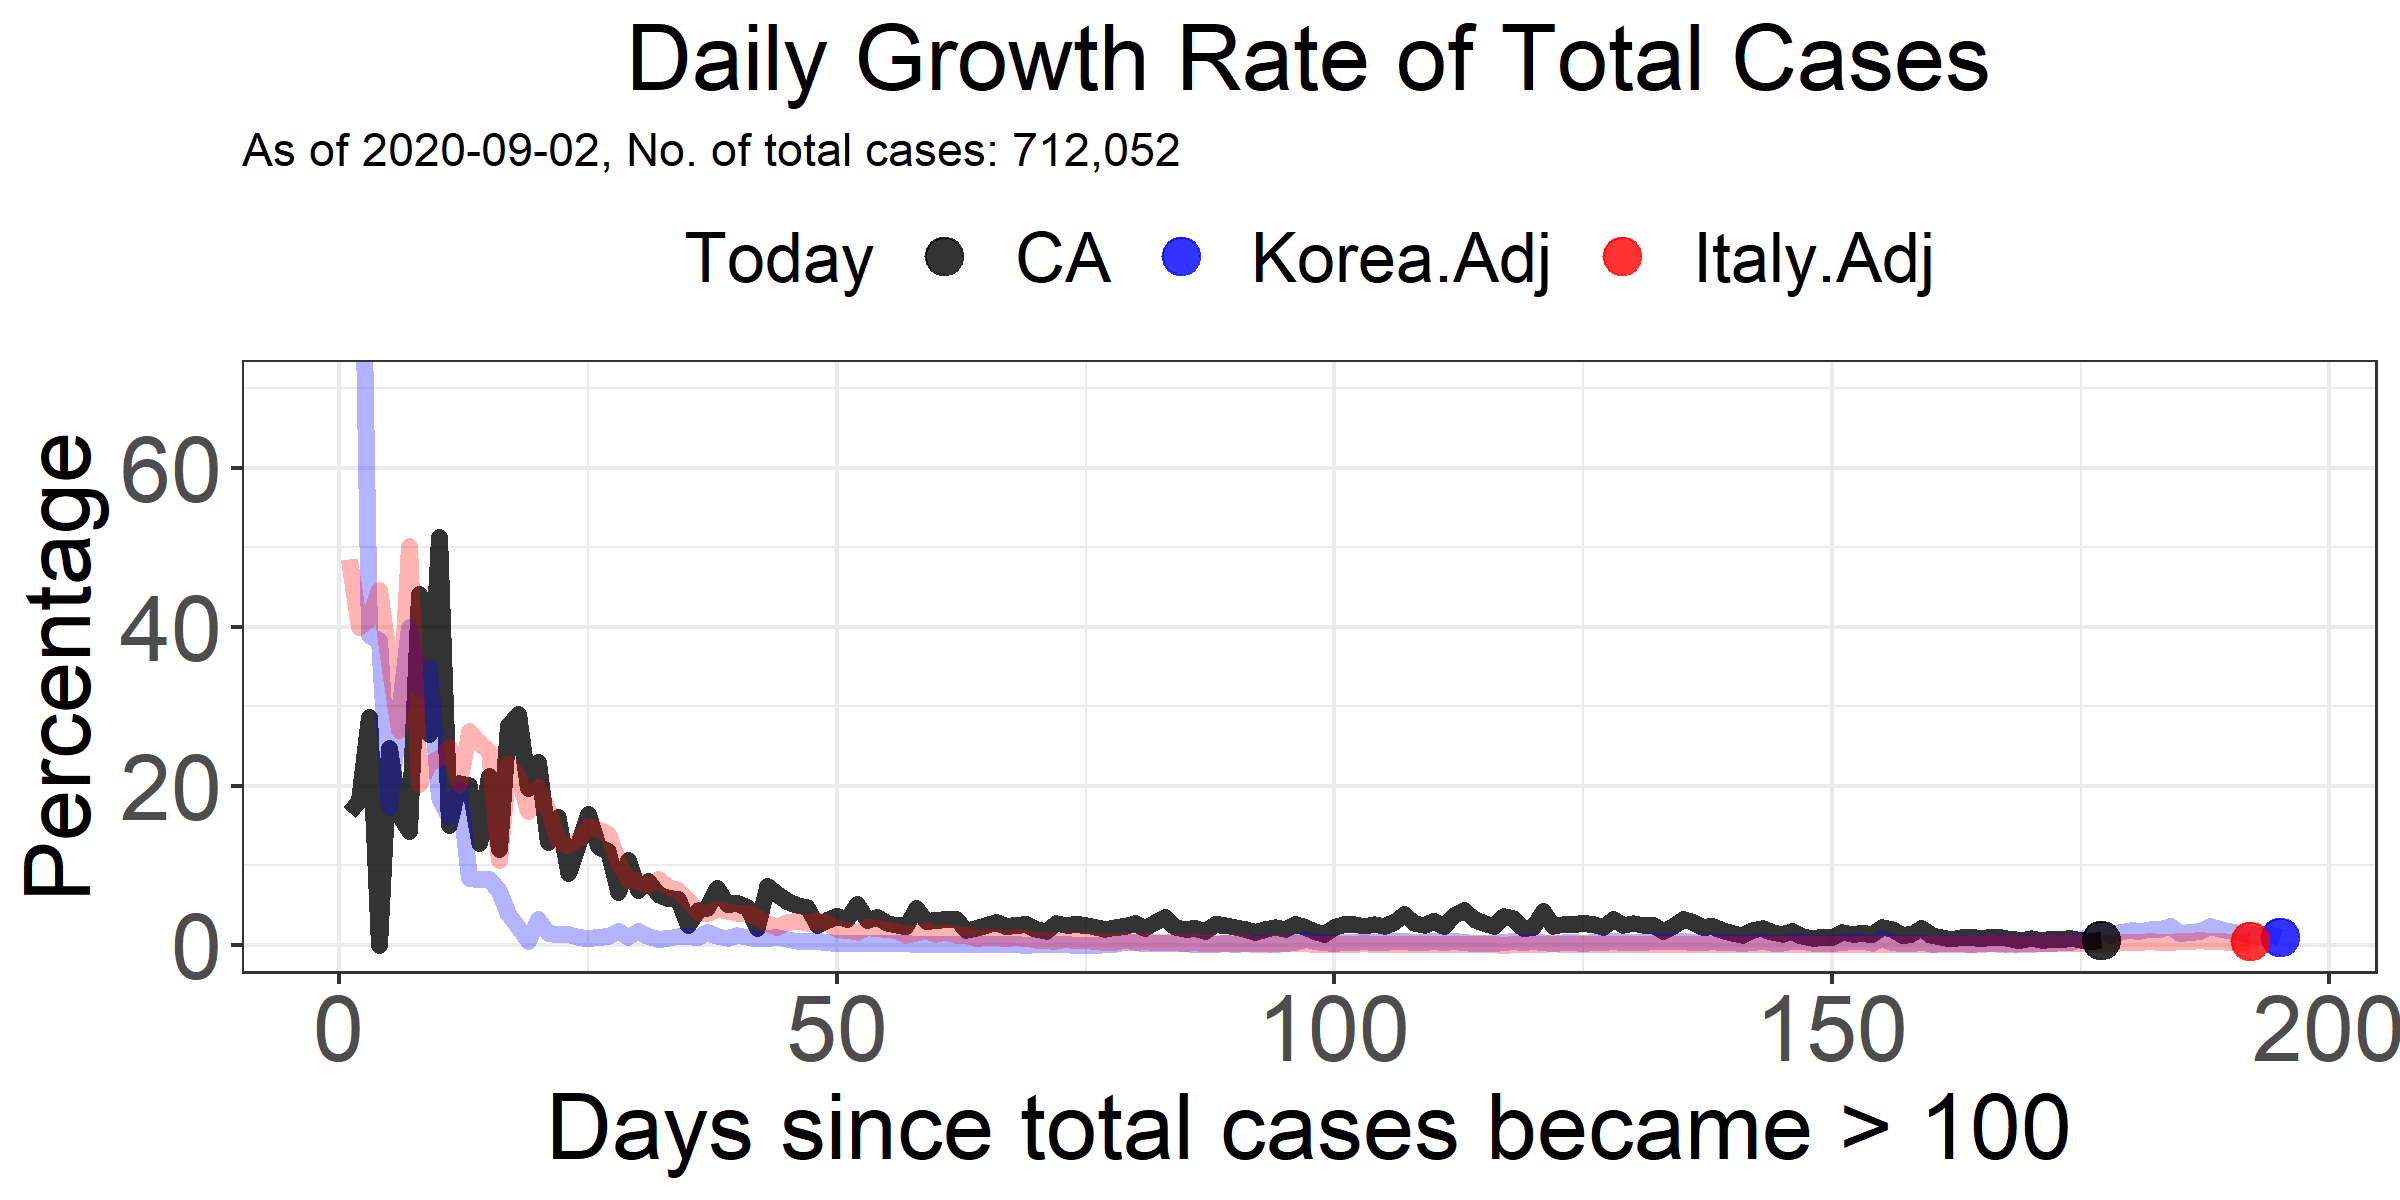 Daily Growth Rate of Total Cases
As of 2020-09-02, No. of total cases: 712,052
Today CA Korea.Adj Italy.Adj
Percentage
60
40
20
0
0 50 100 150 200
Days since total cases became > 100